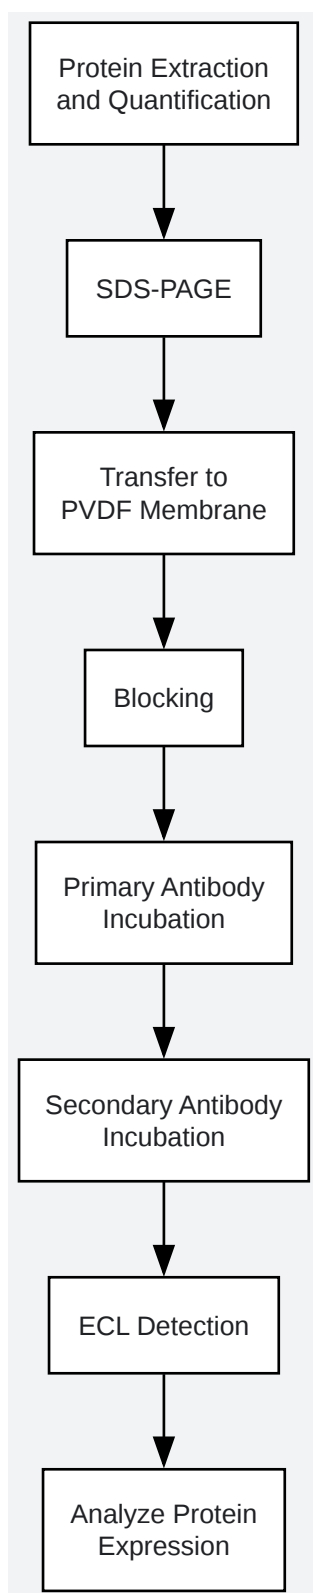 Protein Extraction
and Quantification
SDS-PAGE
Transfer to
PVDF Membrane
Blocking
Primary Antibody
Incubation
Secondary Antibody
Incubation
ECL Detection
Analyze Protein
Expression